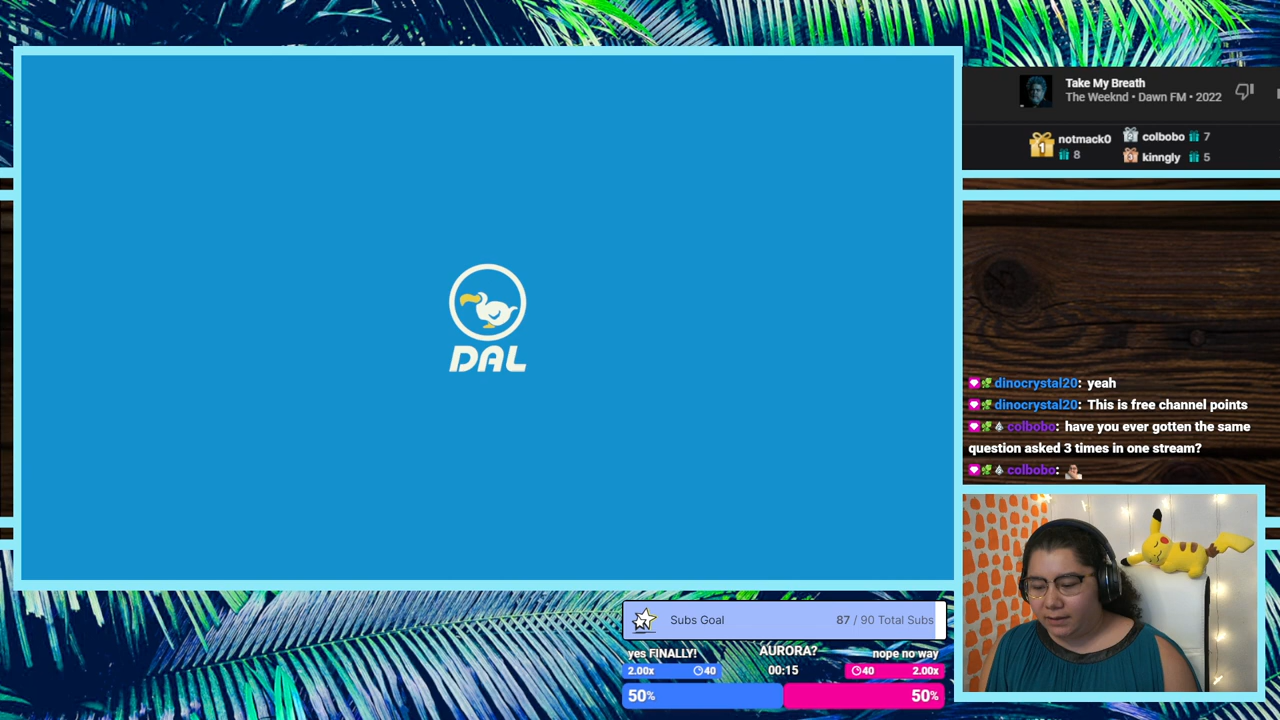 DAL
Take My Breath
The Weeknd • Dawn FM • 2022
1 notmack0
8
2 colbobo 7
3 kinngly 5
dinocrystal20: yeah
dinocrystal20: This is free channel points
colbobo: have you ever gotten the same
question asked 3 times in one stream?
colbobo:
Subs Goal 87 / 90 Total Subs
yes FINALLY! AURORA? nope no way
2.00x 40 00:15 40 2.00x
50% 50%